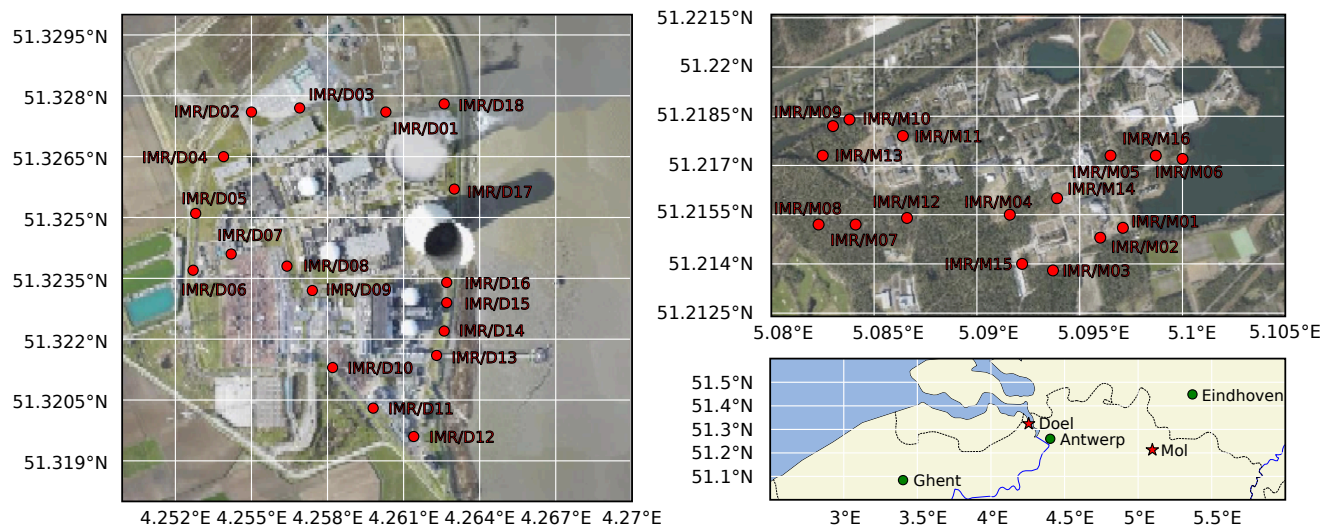 51.3295°N
51.328°N
51.3265°N
51.325°N
51.3235°N
51.322°N
51.3205°N
51.319°N
IMR/D03
IMR/D02
IMR/D18
IMR/D01
IMR/D04
IMR/D17
IMR/D05
IMR/D07
IMR/D08
IMR/D06
IMR/D09
IMR/D16
IMR/D15
IMR/D14
IMR/D13
IMR/D10
IMR/D11
IMR/D12
4.252°E 4.255°E 4.258°E 4.261°E 4.264°E 4.267°E 4.27°E
51.2215°N
51.22°N
51.2185°N
51.217°N
51.2155°N
51.214°N
51.2125°N
IMR/M09
IMR/M10
IMR/M11
IMR/M16
IMR/M13
IMR/M05
IMR/M06
IMR/M14
IMR/M08
IMR/M12
IMR/M04
IMR/M01
IMR/M07
IMR/M02
IMR/M15
IMR/M03
5.08°E 5.085°E 5.09°E 5.095°E 5.1°E 5.105°E
51.5°N
51.4°N
51.3°N
51.2°N
51.1°N
Eindhoven
Doel
Antwerp
Mol
Ghent
3°E 3.5°E 4°E 4.5°E 5°E 5.5°E